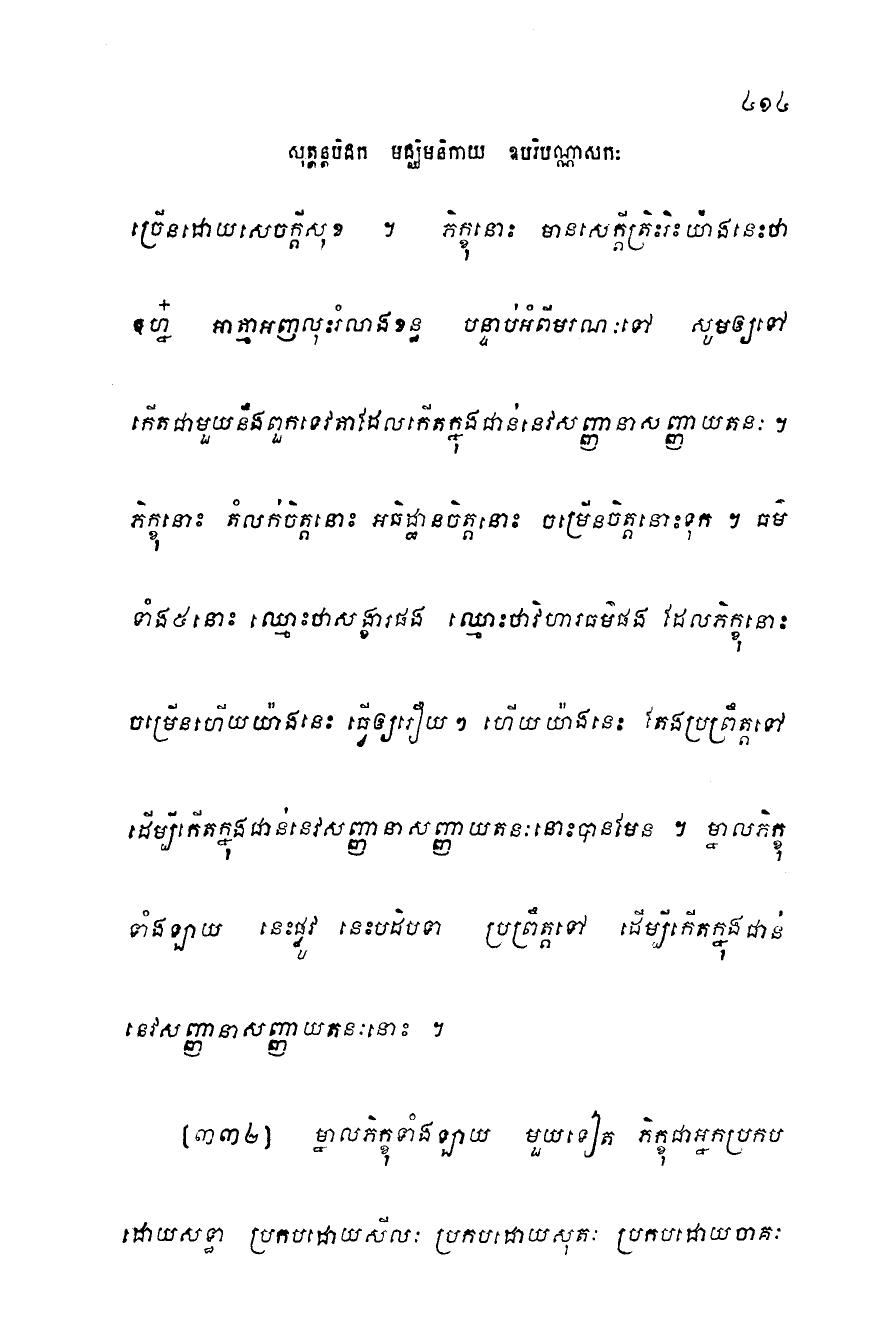 ៤១៤
សុត្តន្តបិដក មជ្ឈិមនិកាយ ឧបរិបណ្ណាសកៈ
ច្រើនដោយសេចក្តីសុខ ។ ភិក្ខុនោះ មានសេក្តីត្រិះរិះយ៉ាងនេះថា
ឱហ្ន៎ អាត្មាអញលុះរំលាងខន្ធ បន្ទាប់អំពីមរណៈទៅ សូមឲ្យទៅ
កើតជាមួយនឹងពួកទេវតាដែលកើតក្នុងជាន់នេវសញ្ញានាសញ្ញាយតនៈ ។
ភិក្ខុនោះ តំលក់ចិត្តនោះ អធិដ្ឋានចិត្តនោះ ចម្រើនចិត្តនោះទុក ។ ធម៌
ទាំង៥នោះ ឈ្មោះថាសង្ខារផង ឈ្មោះថាវិហារធម៌ផង ដែលភិក្ខុនោះ
ចម្រើនហើយយ៉ាងនេះ ធ្វើឲ្យរឿយៗ ហើយយ៉ាងនេះ តែងប្រព្រឹត្តទៅ
ដើម្បីកើតក្នុងជាន់នេវសញ្ញានាសញ្ញាយតនៈនោះបានមែន ។ ម្នាលភិក្ខុ
ទាំងឡាយ នេះផ្លូវ នេះបដិបទា ប្រព្រឹត្តទៅ ដើម្បីកើតក្នុងជាន់
នេវសញ្ញានាសញ្ញាយតនៈនោះ ។
[៣៣២] ម្នាលភិក្ខុទាំងឡាយ មួយទៀត ភិក្ខុជាអ្នកប្រកប
ដោយសទ្ធា ប្រកបដោយសីលៈ ប្រកបដោយសុតៈ ប្រកបដោយចាគៈ